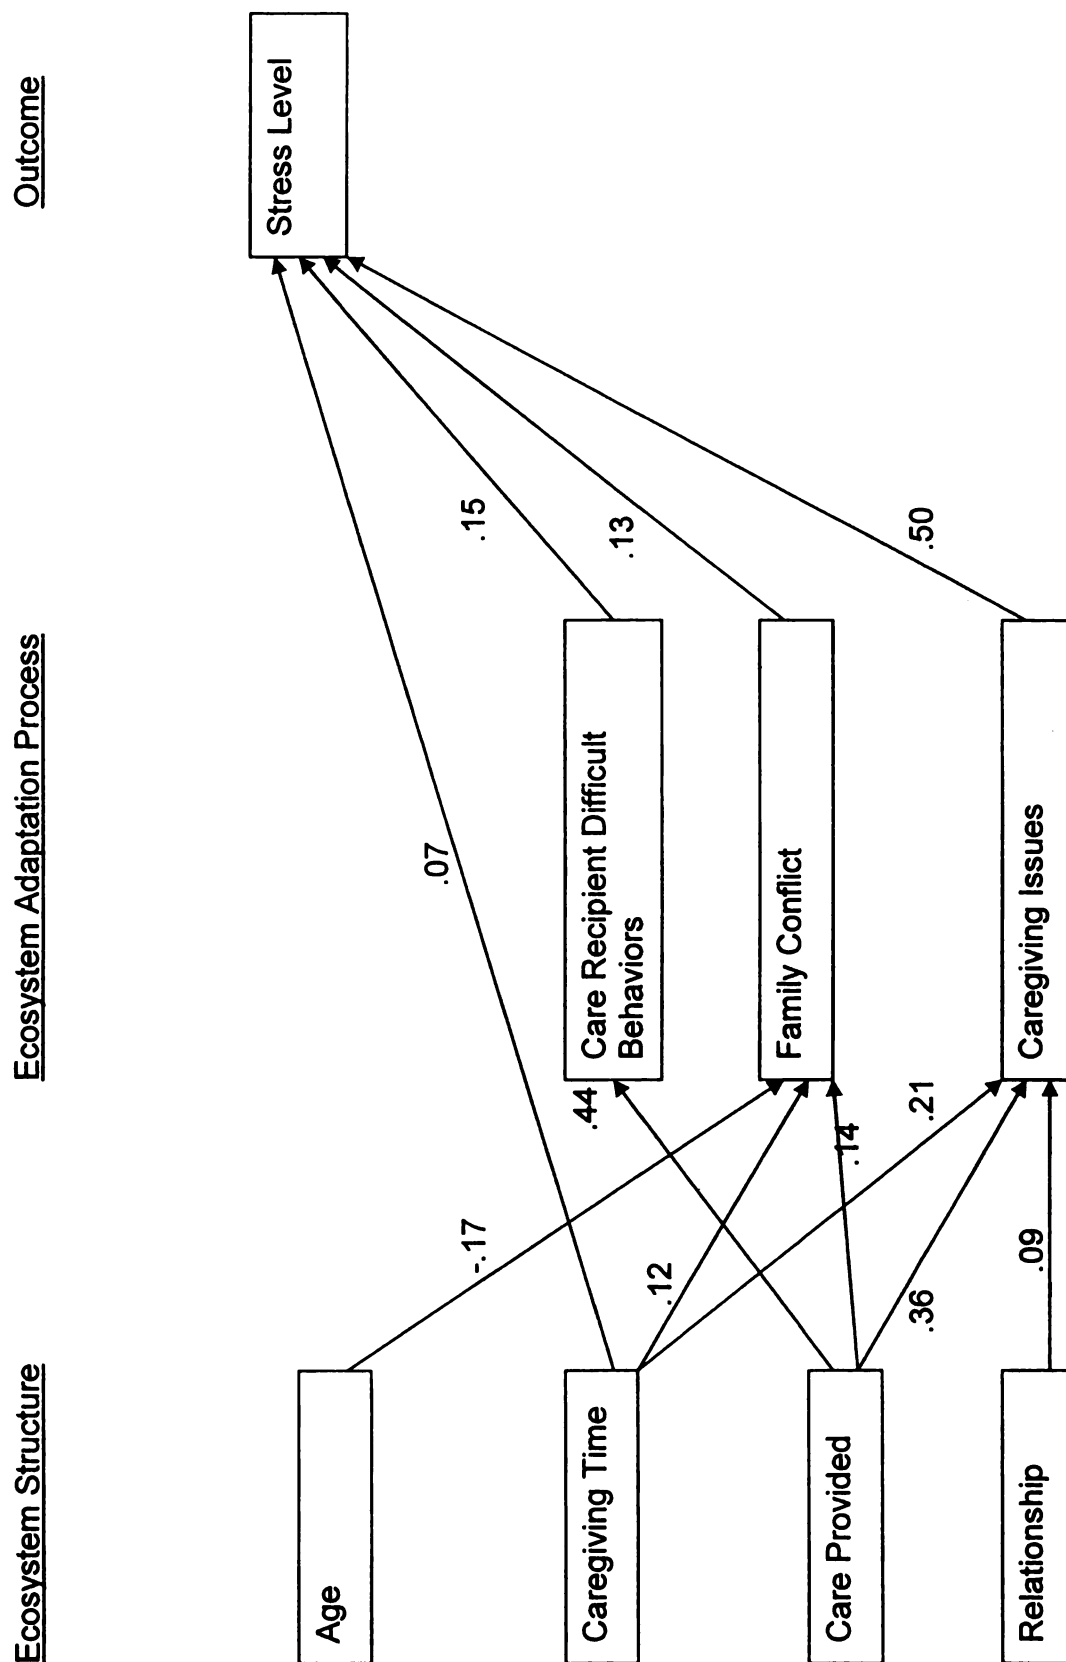 Ecosystem Structure
Ecosystem Adaptation Process
Outcome
Stress Level
Age
-.17
.07
.15
Caregiving Time
.44
Care Recipient Difficult
Behaviors
.12
.13
Family Conflict
Care Provided
.14
.36
.21
.50
Relationship
.09
Caregiving Issues